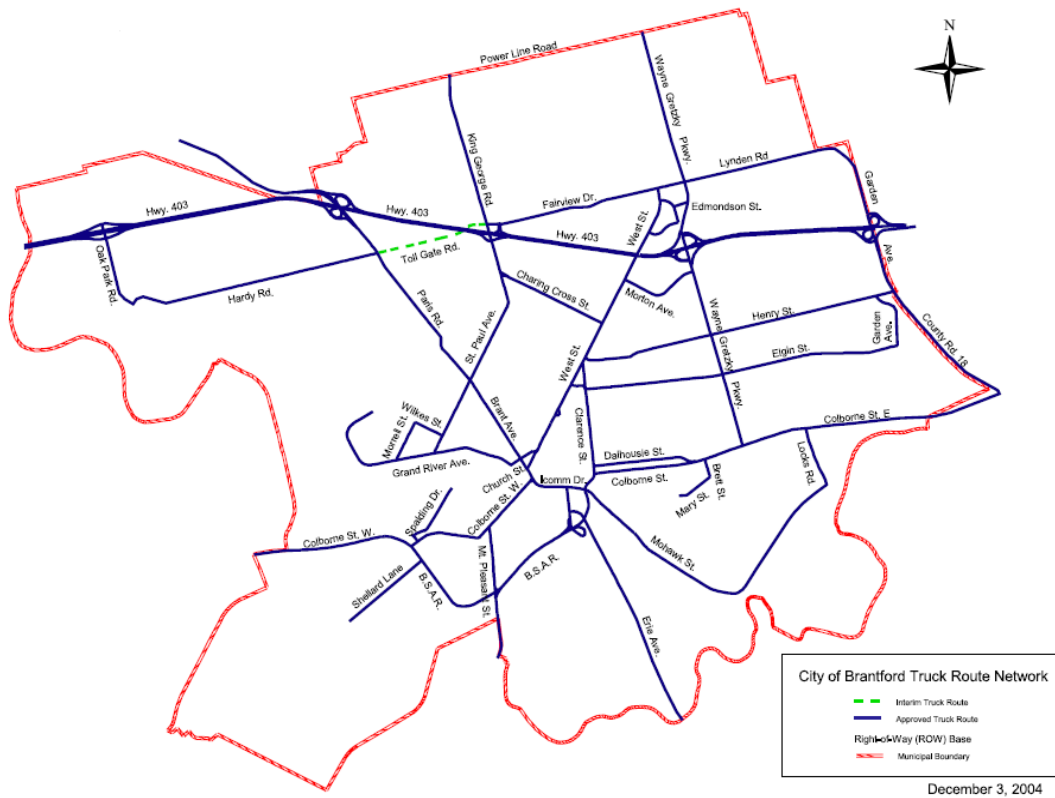 N
Power Line Road
Wayne Gretzky
Pkwy.
King George Rd.
Lynden Rd
Garden
Ave.
Fairview Dr.
Edmondson St.
West St.
Hwy. 403
Hwy. 403
Hwy. 403
Toll Gate Rd.
Oak Park Rd.
Hardy Rd.
Charing Cross St.
Morton Ave.
Paris Rd.
St. Paul Ave.
Henry St.
Garden
Ave.
County Rd. 18
Wayne Gretzky
Pkwy.
Elgin St.
West St.
Brant Ave.
Clarence St.
Colborne St. E
Wilkes St.
Morrell St.
Grand River Ave.
Church St.
Dalhousie St.
Colborne St.
Icomm Dr.
Brett St.
Mary St.
Locks Rd.
Spalding Dr.
Colborne St. W.
Colborne St. W.
Mohawk St.
Shellard Lane
B.S.A.R.
Mt. Pleasant St.
B.S.A.R.
Erie Ave.
City of Brantford Truck Route Network
Interim Truck Route
Approved Truck Route
Right-of-Way (ROW) Base
Municipal Boundary
December 3, 2004